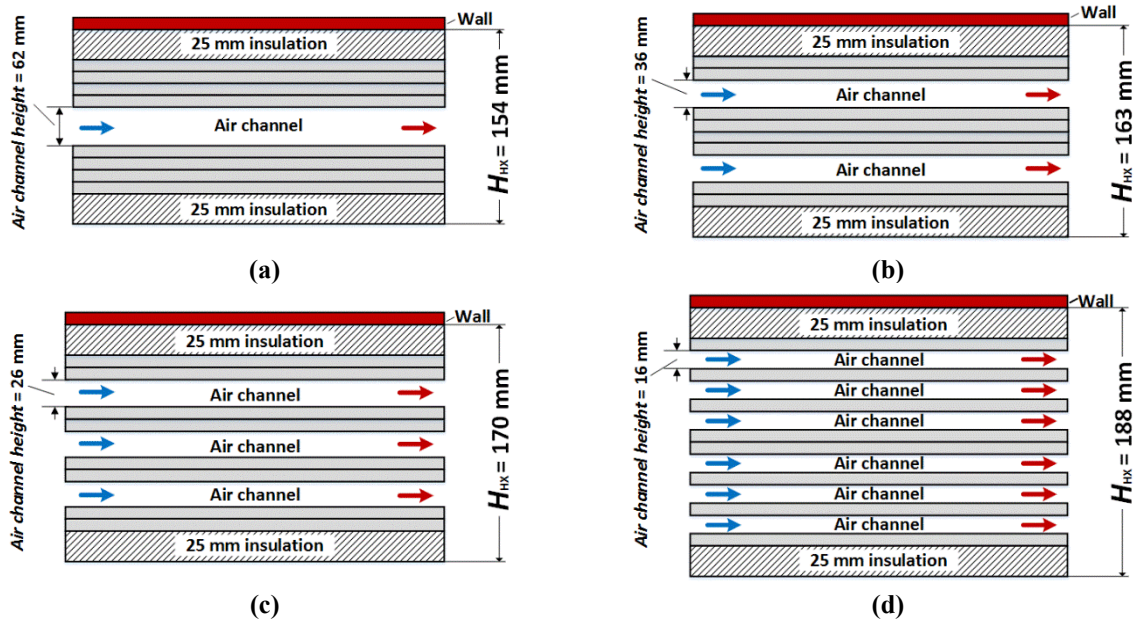 Wall
25 mm insulation
Air channel height = 62 mm
Air channel
25 mm insulation
HHX = 154 mm
(a)
Wall
25 mm insulation
Air channel height = 36 mm
Air channel
Air channel
25 mm insulation
HHX = 163 mm
(b)
Wall
25 mm insulation
Air channel height = 26 mm
Air channel
Air channel
Air channel
25 mm insulation
HHX = 170 mm
(c)
Wall
25 mm insulation
Air channel height = 16 mm
Air channel
Air channel
Air channel
Air channel
Air channel
Air channel
25 mm insulation
HHX = 188 mm
(d)